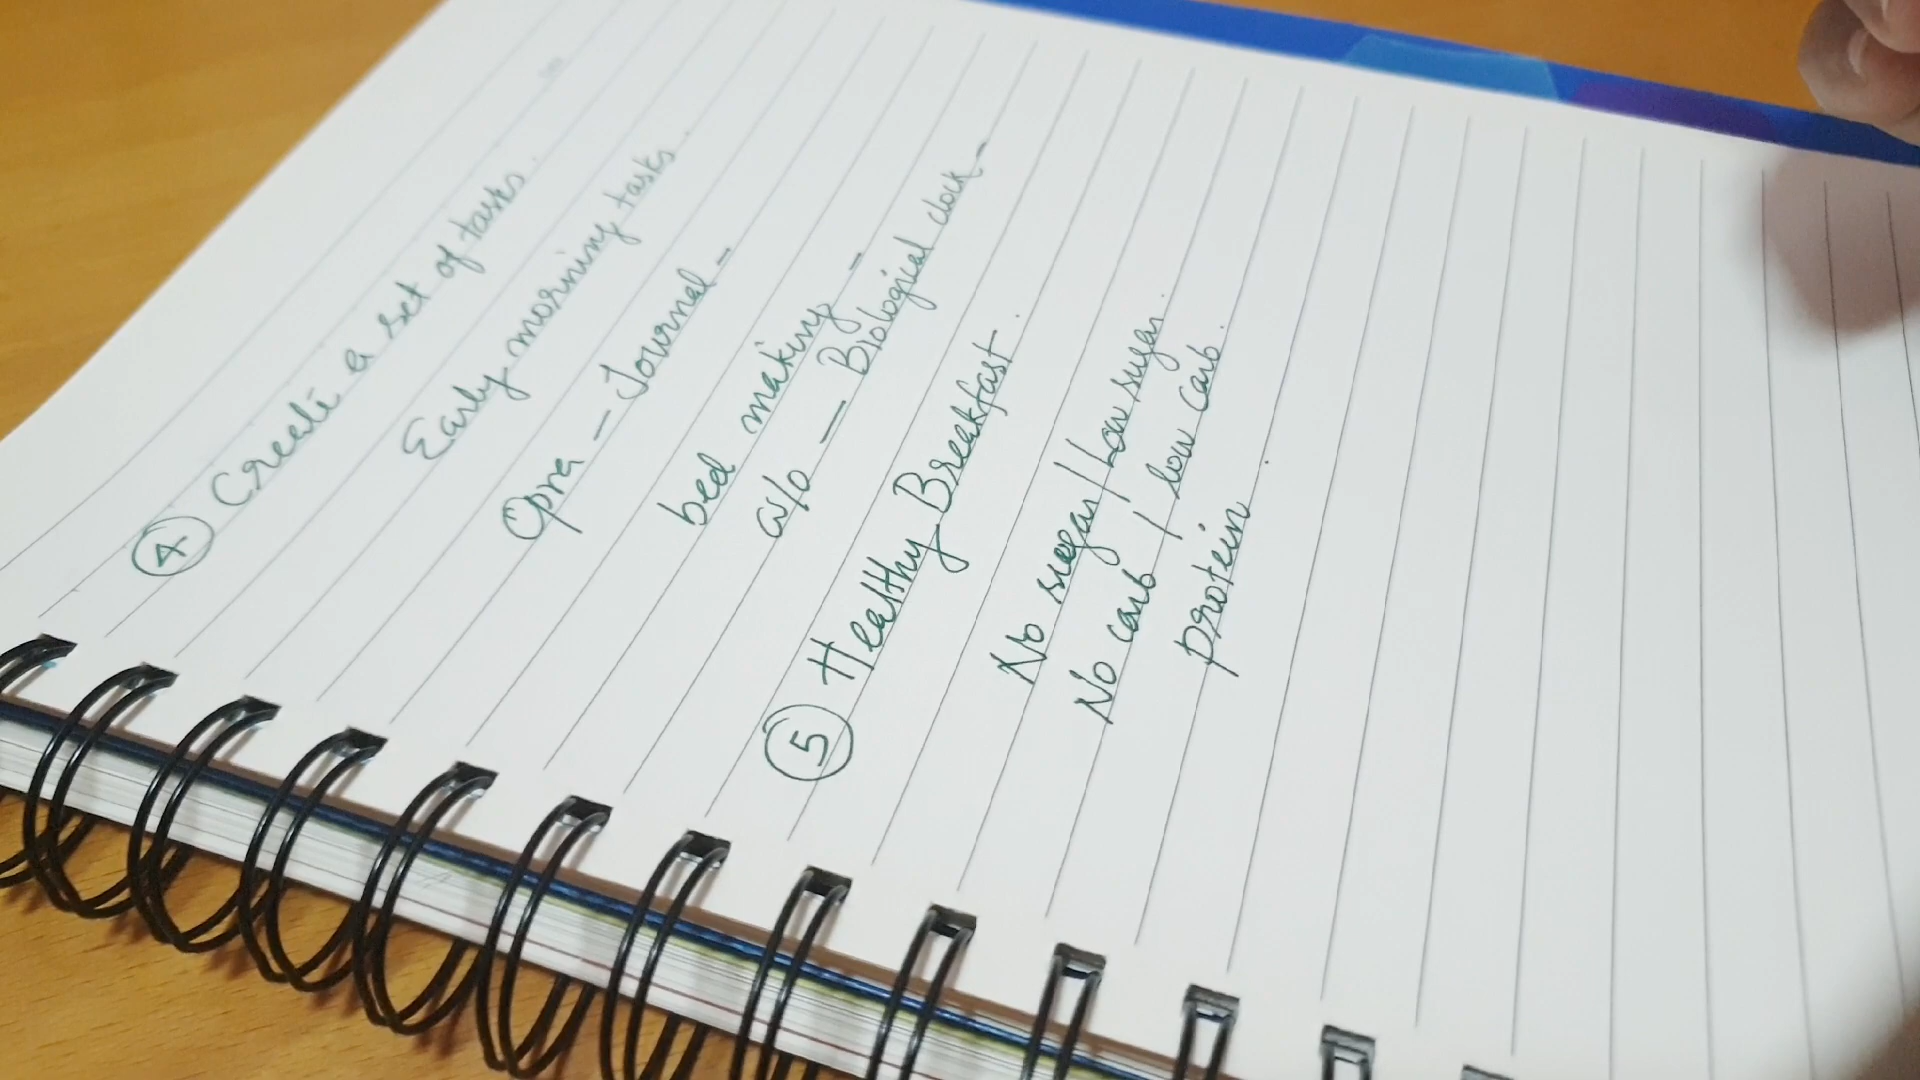 ④ Create a set of tasks.
Early morning tasks.
Opra – Journal –
bed making –
w/o – Biological clock –
⑤ Healthy Breakfast.
No sugar / Low sugar.
No carb / low carb.
protein